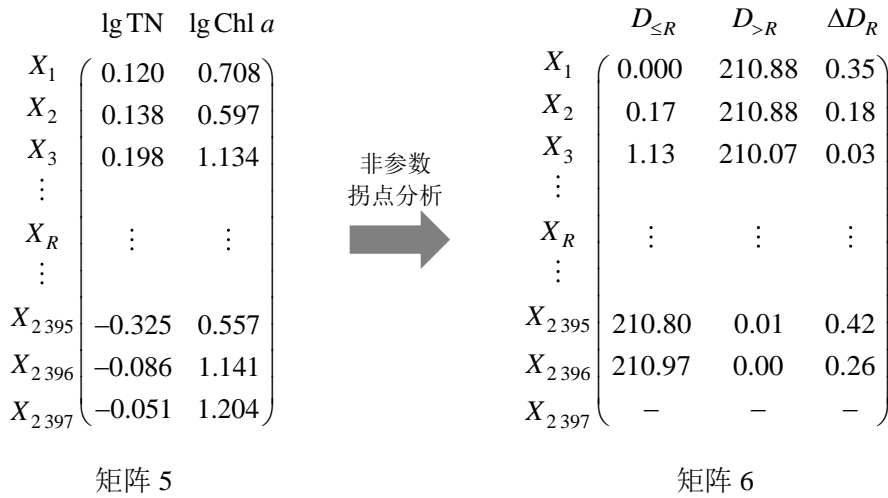 lg TN lg Chl a
X1 0.120 0.708
X2 0.138 0.597
X3 0.198 1.134
⋮
XR ⋮ ⋮
⋮
X2 395 −0.325 0.557
X2 396 −0.086 1.141
X2 397 −0.051 1.204
矩阵 5
非参数
拐点分析
D≤R D>R ΔDR
X1 0.000 210.88 0.35
X2 0.17 210.88 0.18
X3 1.13 210.07 0.03
⋮
XR ⋮ ⋮ ⋮
⋮
X2 395 210.80 0.01 0.42
X2 396 210.97 0.00 0.26
X2 397 − − −
矩阵 6